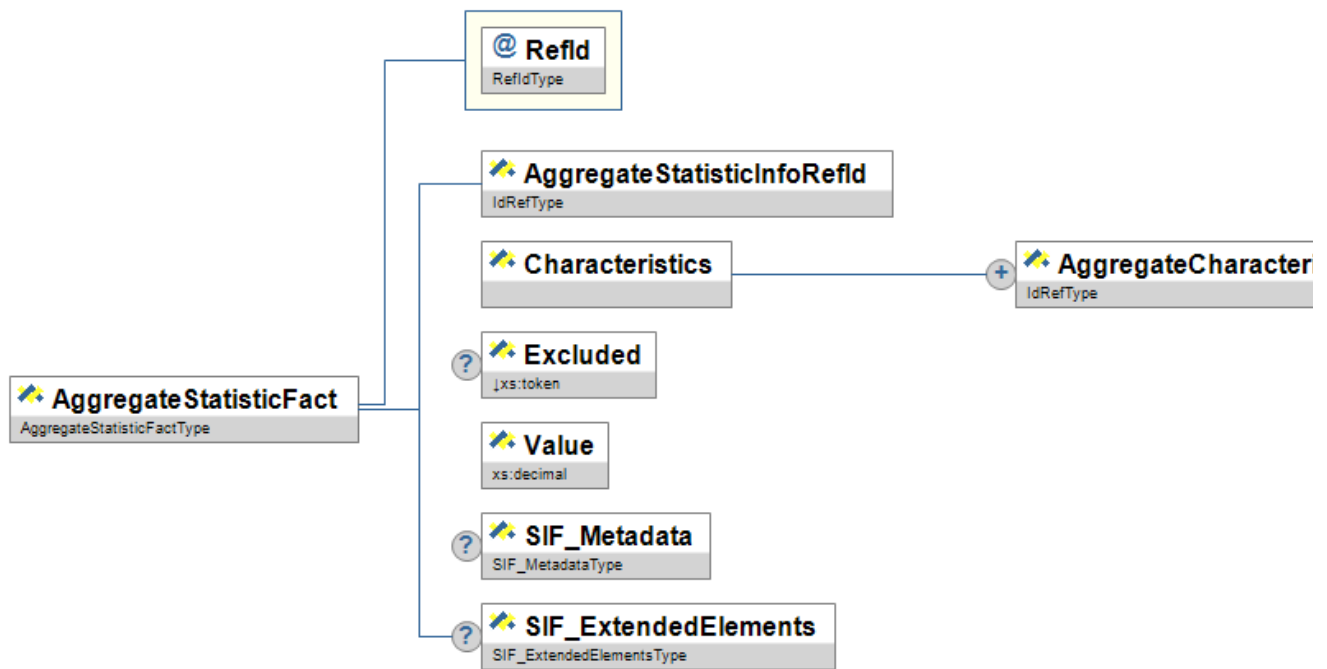 @ RefId
RefIdType
AggregateStatisticInfoRefId
IdRefType
Characteristics
+ AggregateCharacteri
IdRefType
? Excluded
↓xs:token
AggregateStatisticFact
AggregateStatisticFactType
Value
xs:decimal
? SIF_Metadata
SIF_MetadataType
? SIF_ExtendedElements
SIF_ExtendedElementsType